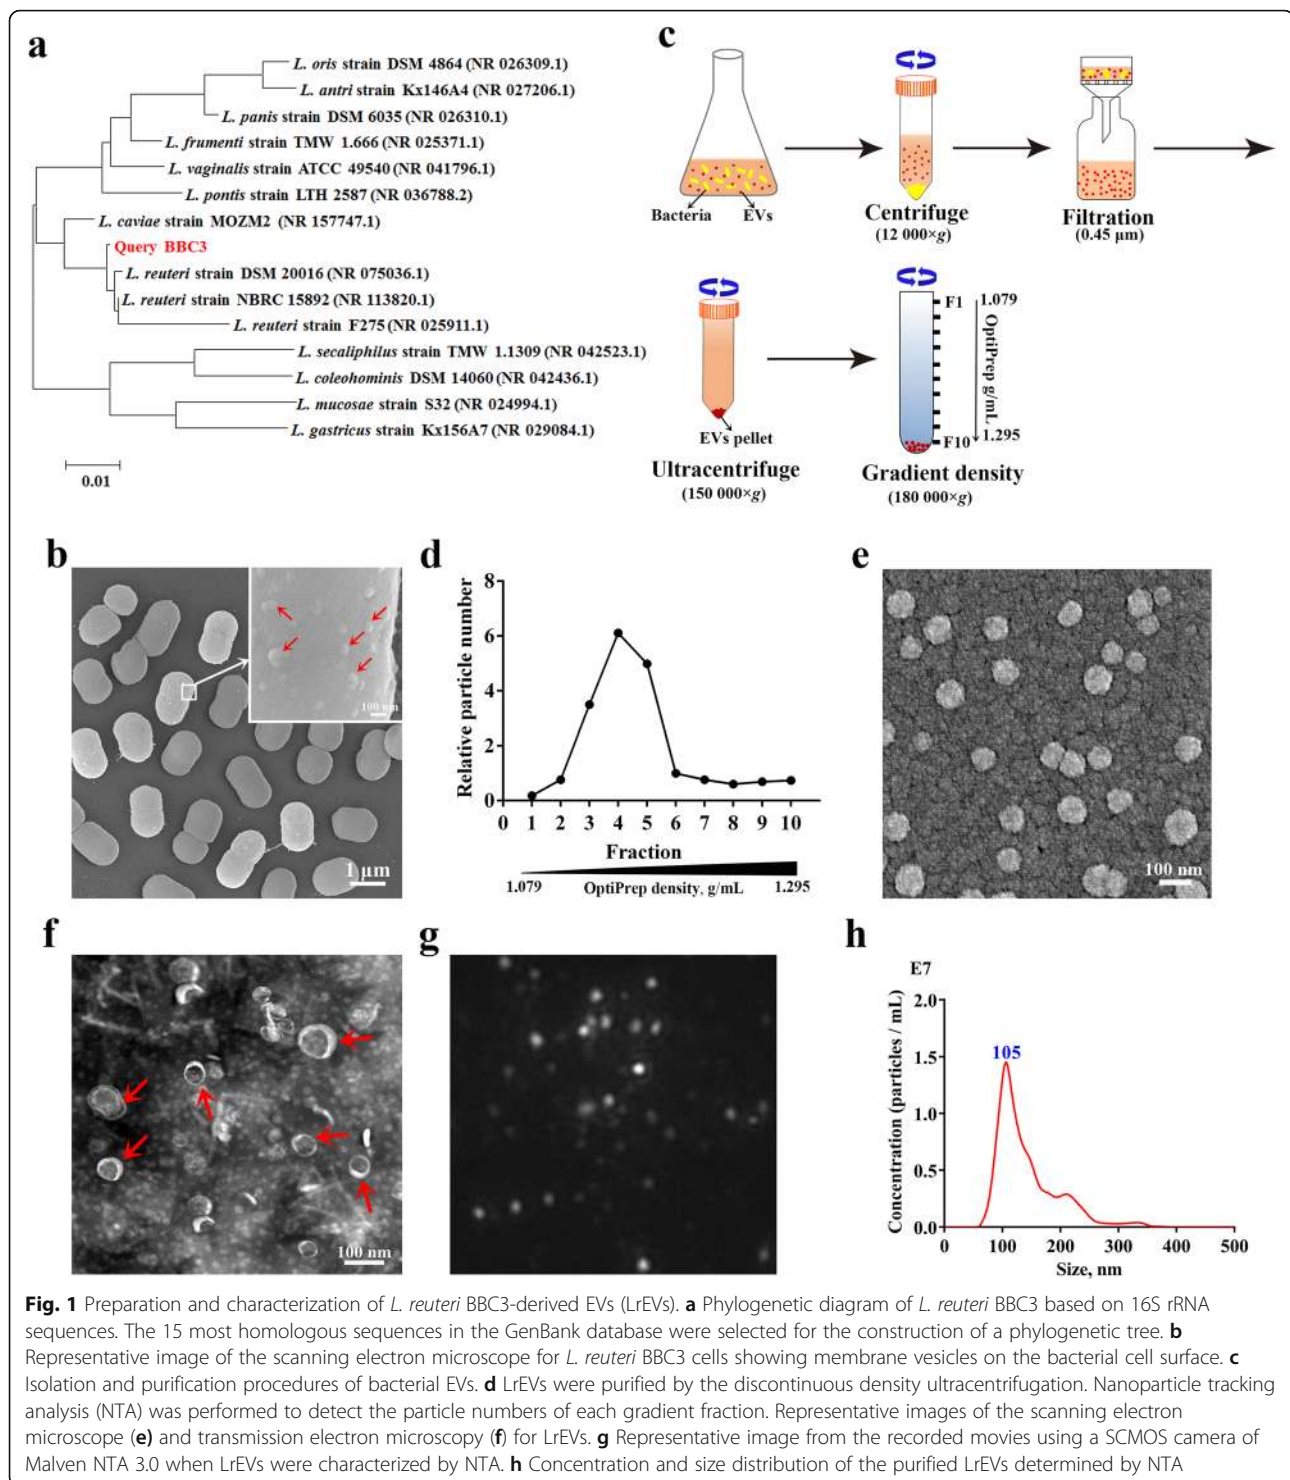 a
L. oris strain DSM 4864 (NR 026309.1)
L. antri strain Kx146A4 (NR 027206.1)
L. panis strain DSM 6035 (NR 026310.1)
L. frumenti strain TMW 1.666 (NR 025371.1)
L. vaginalis strain ATCC 49540 (NR 041796.1)
L. pontis strain LTH 2587 (NR 036788.2)
L. caviae strain MOZM2 (NR 157747.1)
Query BBC3
L. reuteri strain DSM 20016 (NR 075036.1)
L. reuteri strain NBRC 15892 (NR 113820.1)
L. reuteri strain F275 (NR 025911.1)
L. secaliphilus strain TMW 1.1309 (NR 042523.1)
L. coleohominis DSM 14060 (NR 042436.1)
L. mucosae strain S32 (NR 024994.1)
L. gastricus strain Kx156A7 (NR 029084.1)
0.01
c
Bacteria EVs
Centrifuge
(12 000×g)
Filtration
(0.45 µm)
EVs pellet
Ultracentrifuge
(150 000×g)
F1
F10
1.079
OptiPrep g/mL
1.295
Gradient density
(180 000×g)
b
100 nm
1 µm
d
Relative particle number
8
6
4
2
0
0 1 2 3 4 5 6 7 8 9 10
Fraction
1.079 OptiPrep density, g/mL 1.295
e
100 nm
f
100 nm
g
h
E7
Concentration (particles / mL)
2.0
1.5
1.0
0.5
0.0
105
0 100 200 300 400 500
Size, nm
Fig. 1 Preparation and characterization of L. reuteri BBC3-derived EVs (LrEVs). a Phylogenetic diagram of L. reuteri BBC3 based on 16S rRNA
sequences. The 15 most homologous sequences in the GenBank database were selected for the construction of a phylogenetic tree. b
Representative image of the scanning electron microscope for L. reuteri BBC3 cells showing membrane vesicles on the bacterial cell surface. c
Isolation and purification procedures of bacterial EVs. d LrEVs were purified by the discontinuous density ultracentrifugation. Nanoparticle tracking
analysis (NTA) was performed to detect the particle numbers of each gradient fraction. Representative images of the scanning electron
microscope (e) and transmission electron microscopy (f) for LrEVs. g Representative image from the recorded movies using a SCMOS camera of
Malven NTA 3.0 when LrEVs were characterized by NTA. h Concentration and size distribution of the purified LrEVs determined by NTA